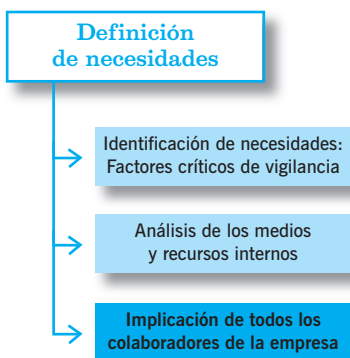 Definición
de necesidades
Identificación de necesidades:
Factores críticos de vigilancia
Análisis de los medios
y recursos internos
Implicación de todos los
colaboradores de la empresa